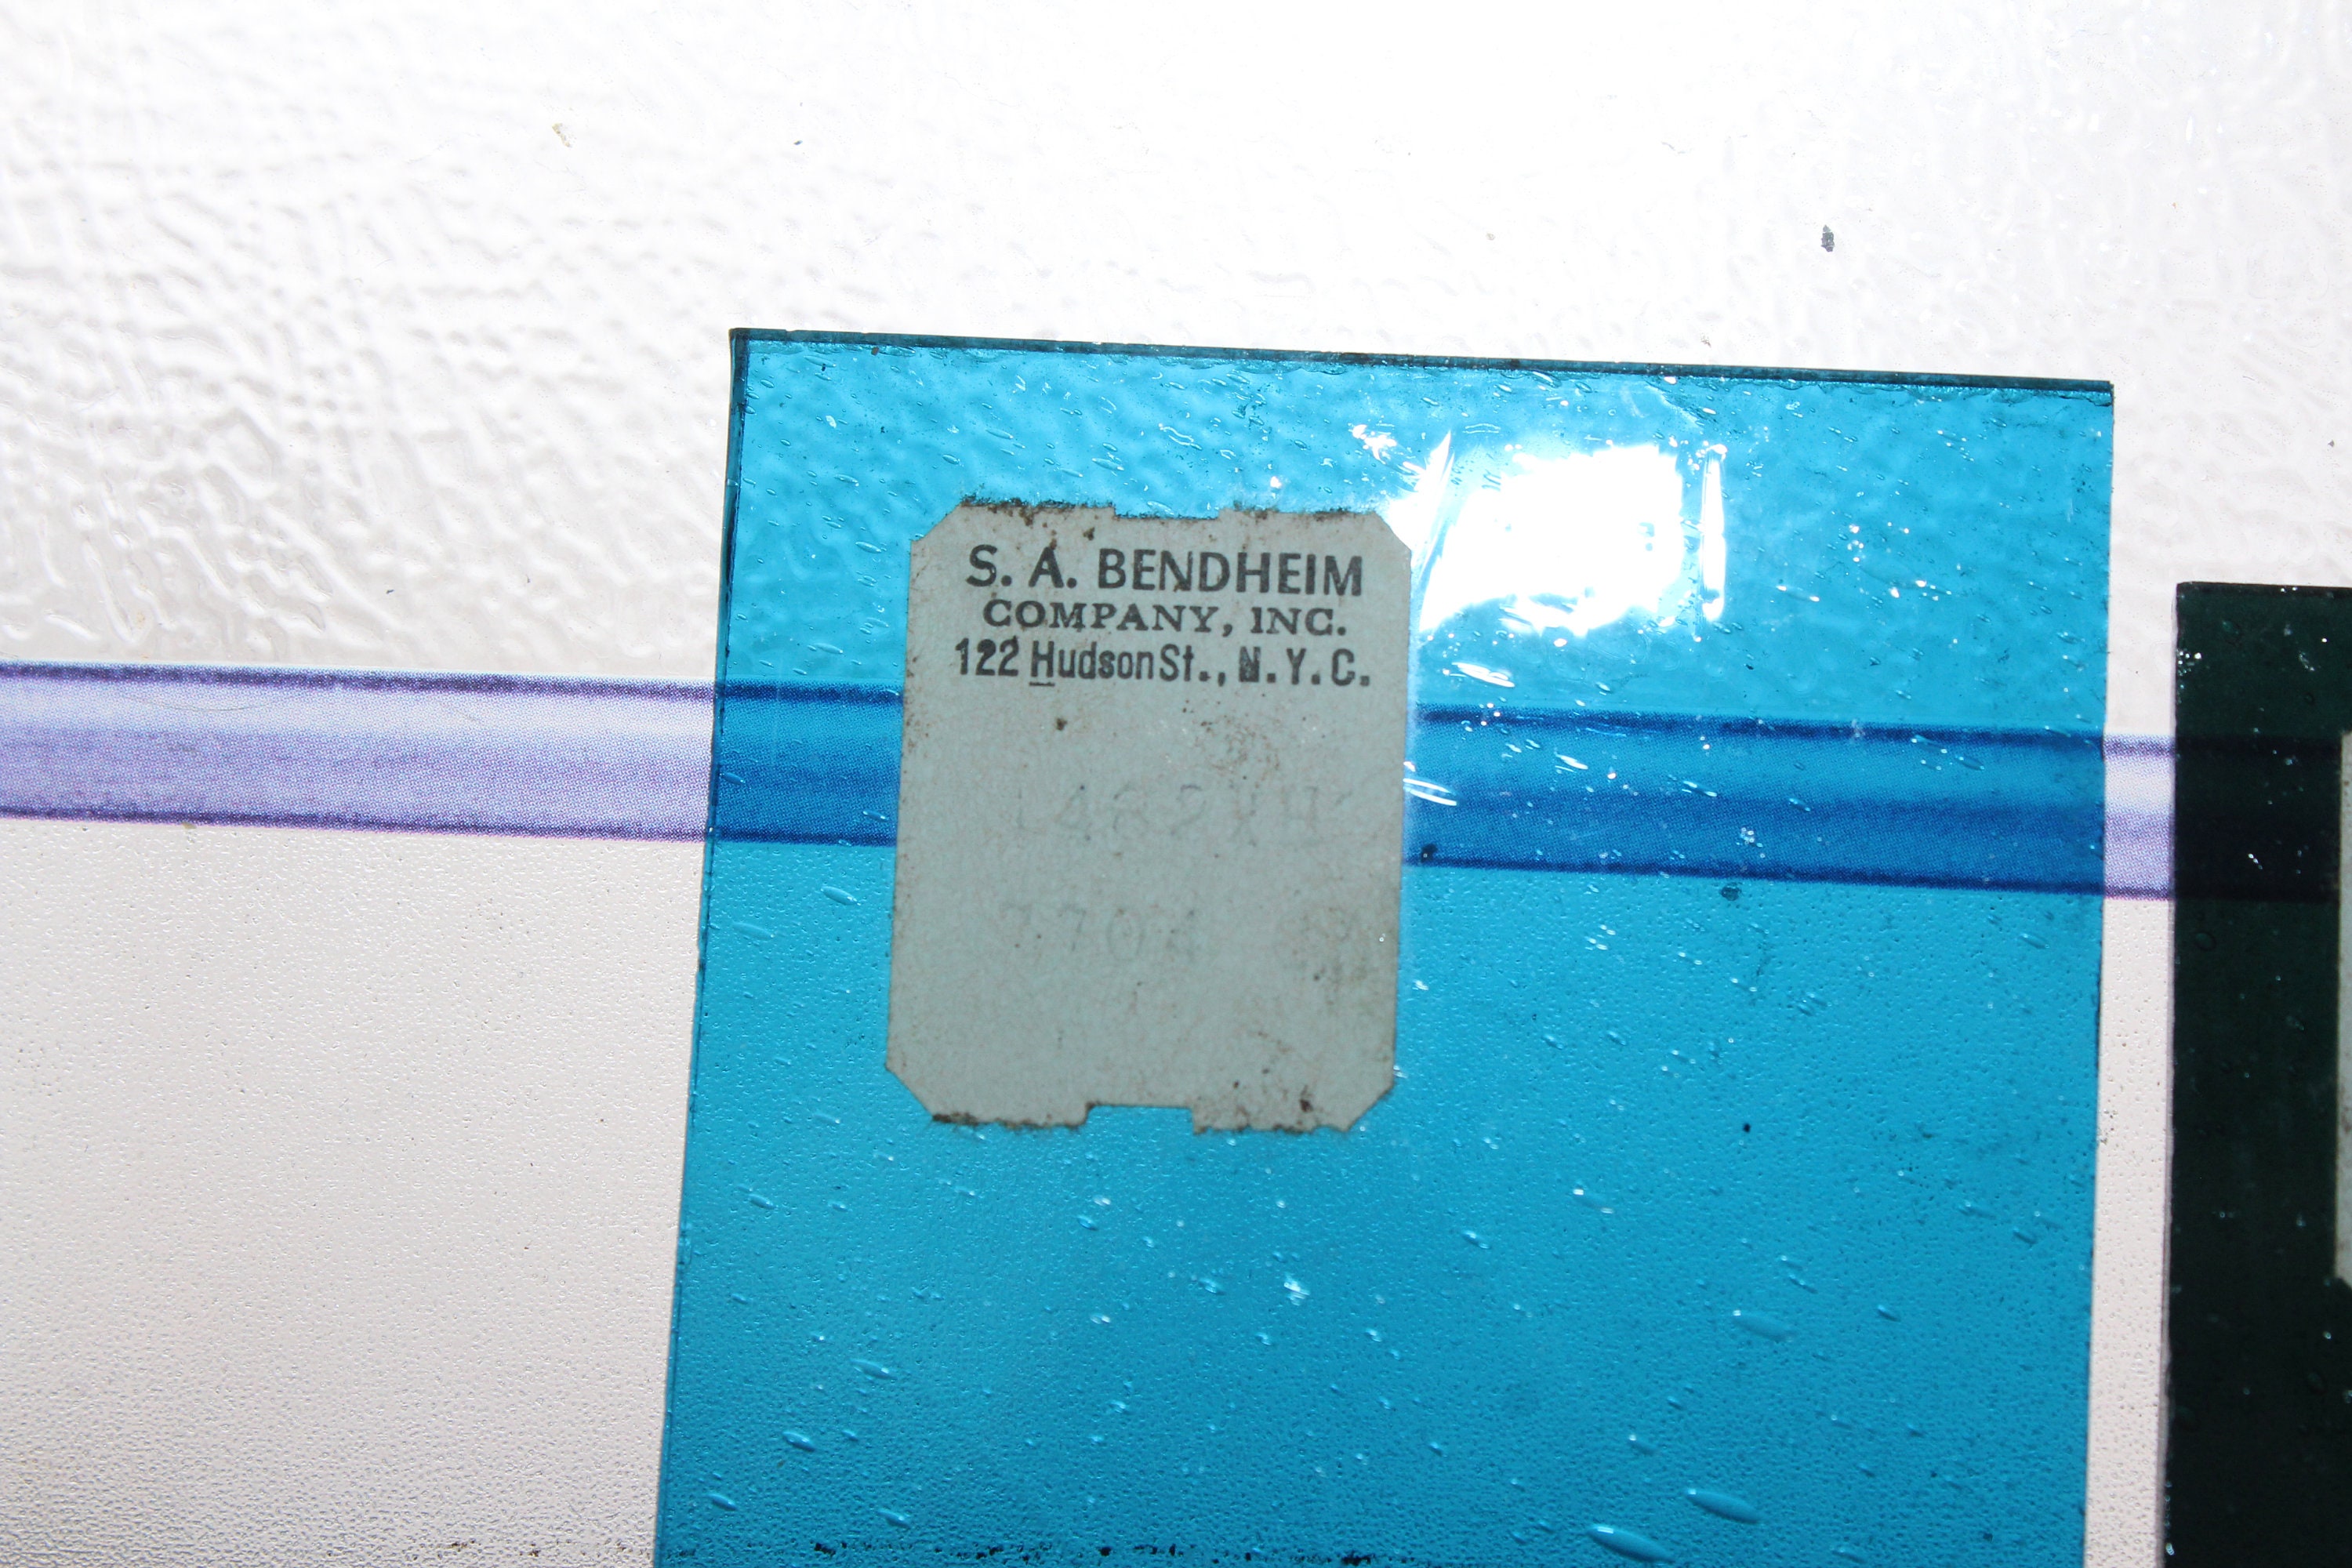 S. A. BENDHEIM
COMPANY, INC.
122 Hudson St., N. Y. C.